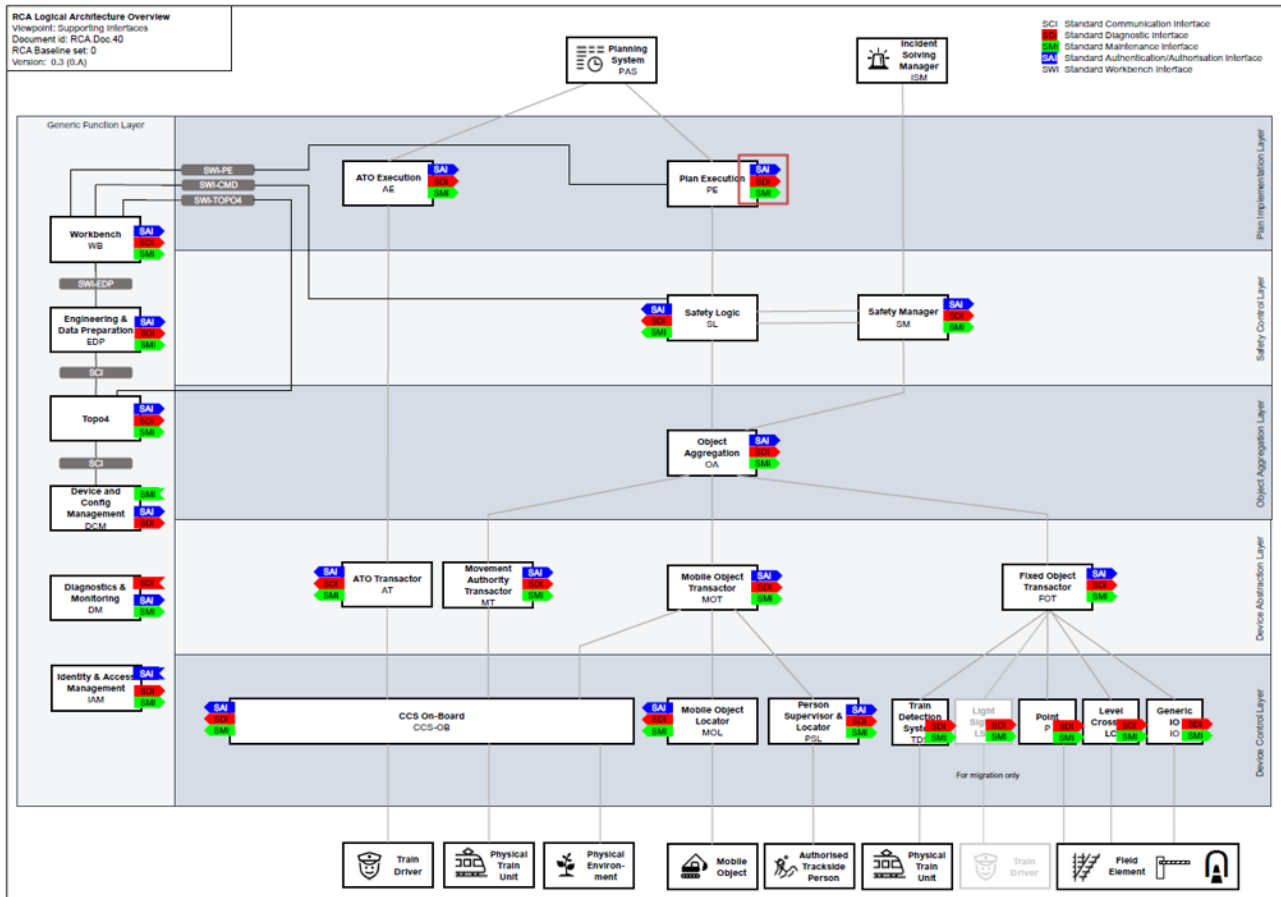 RCA Logical Architecture Overview
Viewpoint: Supporting Interfaces
Document id: RCA.Doc.40
RCA Baseline set: 0
Version: 0.3 (0.A)
SCI Standard Communication Interface
SDI Standard Diagnostic Interface
SMI Standard Maintenance Interface
SAI Standard Authentication/Authorisation Interface
SWI Standard Workbench Interface
Planning
System
PAS
Incident
Solving
Manager
ISM
Generic Function Layer
Plan Implementation Layer
SWI-PE
SWI-CMD
SWI-TOPO4
ATO Execution
AE
SAI
SDI
SMI
Plan Execution
PE
SAI
SDI
SMI
Workbench
WB
SAI
SDI
SMI
SWI-EDP
Engineering &
Data Preparation
EDP
SAI
SDI
SMI
SCI
Safety Control Layer
SAI
SDI
SMI
Safety Logic
SL
Safety Manager
SM
SAI
SDI
SMI
Topo4
SAI
SDI
SMI
SCI
Object Aggregation Layer
Object
Aggregation
OA
SAI
SDI
SMI
Device and
Config
Management
DCM
SMI
SAI
SDI
Device Abstraction Layer
Diagnostics &
Monitoring
DM
SDI
SAI
SMI
SAI
SDI
SMI
ATO Transactor
AT
Movement
Authority
Transactor
MT
SAI
SDI
SMI
Mobile Object
Transactor
MOT
SAI
SDI
SMI
Fixed Object
Transactor
FOT
SAI
SDI
SMI
Identity & Access
Management
IAM
SAI
SDI
SMI
Device Control Layer
SAI
SDI
SMI
CCS On-Board
CCS-OB
SAI
SDI
SMI
Mobile Object
Locator
MOL
Person
Supervisor &
Locator
PSL
SAI
SDI
SMI
Train
Detection
SDI
SMI
Light
SDI
SMI
Point
P
SDI
SMI
Level
SDI
SMI
Generic
IO
IO
SDI
SMI
For migration only
Train
Driver
Physical
Train
Unit
Physical
Environ-
ment
Mobile
Object
Authorised
Trackside
Person
Physical
Train
Unit
Train
Driver
Field
Element